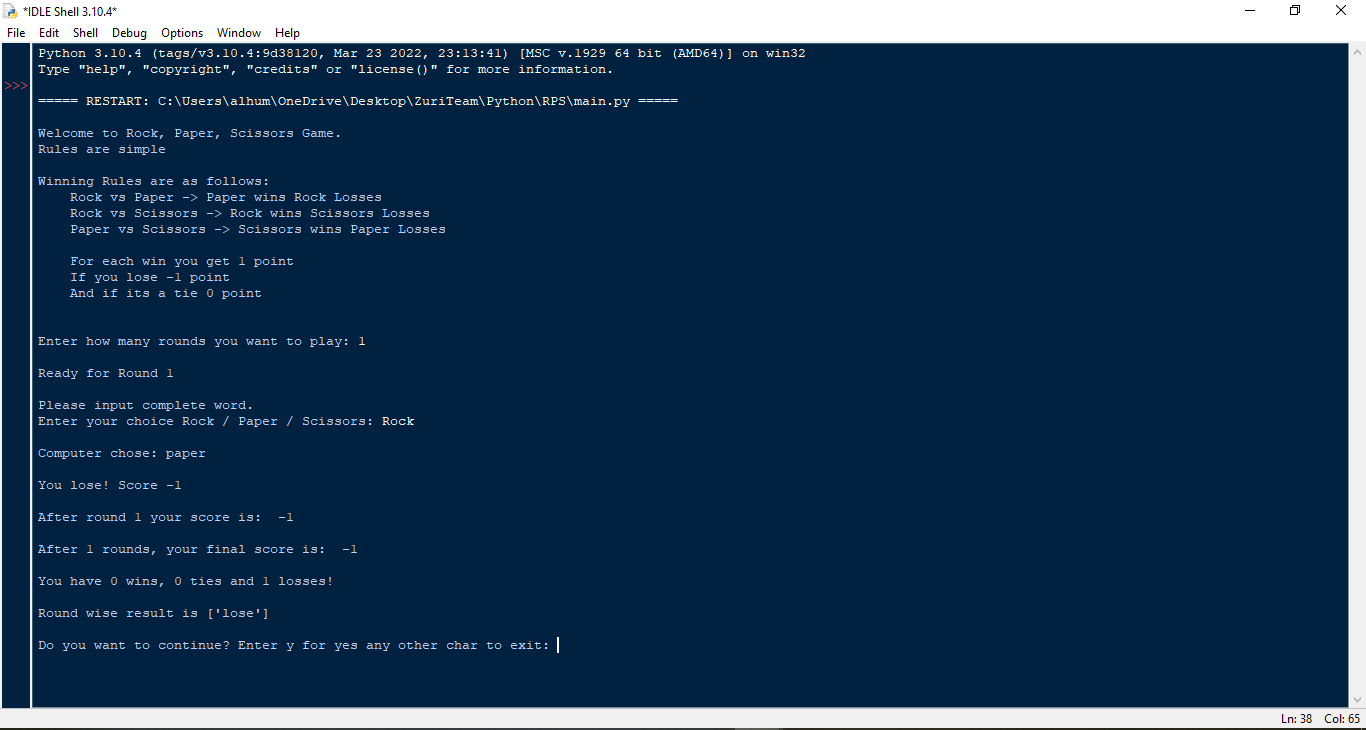 *IDLE Shell 3.10.4*
File Edit Shell Debug Options Window Help
Python 3.10.4 (tags/v3.10.4:9d38120, Mar 23 2022, 23:13:41) [MSC v.1929 64 bit (AMD64)] on win32
Type "help", "copyright", "credits" or "license()" for more information.
>>>
===== RESTART: C:\Users\alhum\OneDrive\Desktop\ZuriTeam\Python\RPS\main.py =====
Welcome to Rock, Paper, Scissors Game.
Rules are simple
Winning Rules are as follows:
Rock vs Paper -> Paper wins Rock Losses
Rock vs Scissors -> Rock wins Scissors Losses
Paper vs Scissors -> Scissors wins Paper Losses
For each win you get 1 point
If you lose -1 point
And if its a tie 0 point
Enter how many rounds you want to play: 1
Ready for Round 1
Please input complete word.
Enter your choice Rock / Paper / Scissors: Rock
Computer chose: paper
You lose! Score -1
After round 1 your score is:  -1
After 1 rounds, your final score is:  -1
You have 0 wins, 0 ties and 1 losses!
Round wise result is ['lose']
Do you want to continue? Enter y for yes any other char to exit:
Ln: 38 Col: 65